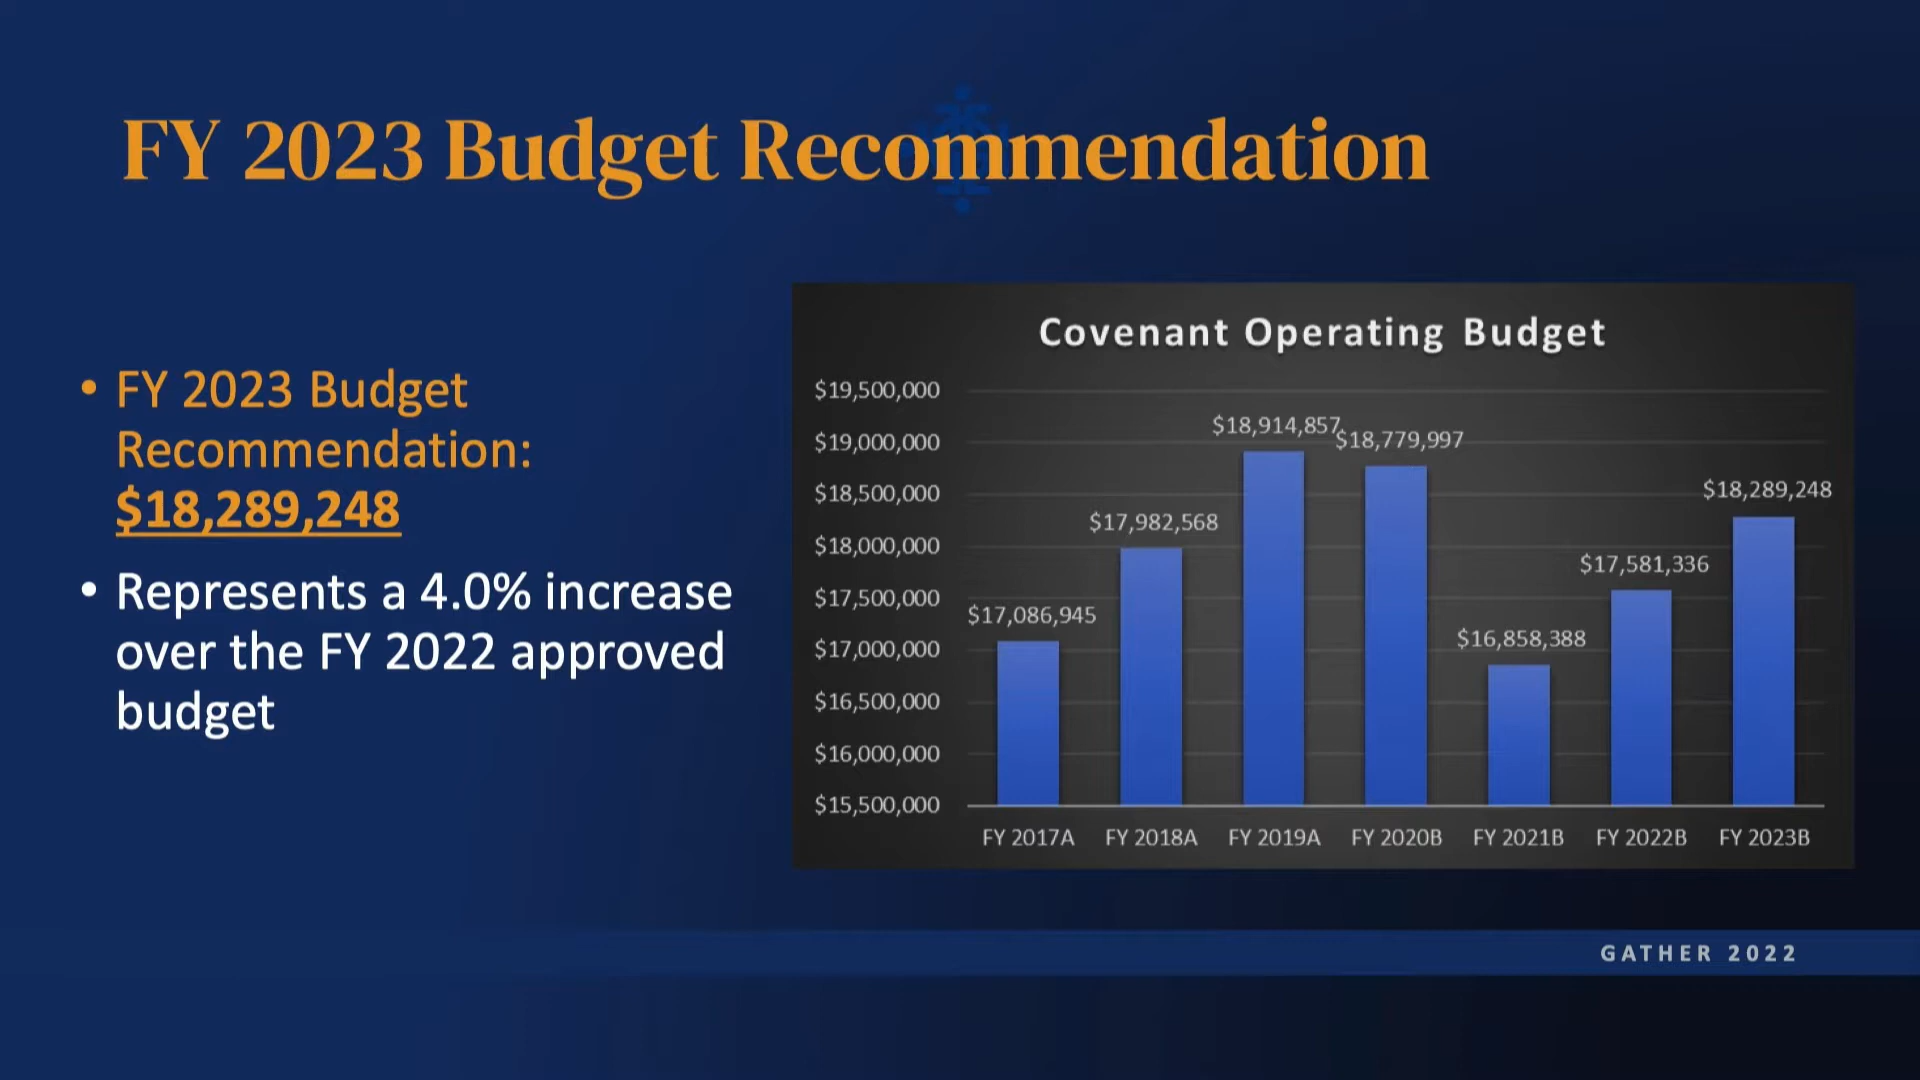 FY 2023 Budget Recommendation
• FY 2023 Budget
Recommendation:
$18,289,248
• Represents a 4.0% increase
over the FY 2022 approved
budget
Covenant Operating Budget
$19,500,000
$19,000,000
$18,500,000
$18,000,000
$17,500,000
$17,000,000
$16,500,000
$16,000,000
$15,500,000
$17,086,945
$17,982,568
$18,914,857
$18,779,997
$16,858,388
$17,581,336
$18,289,248
FY 2017A
FY 2018A
FY 2019A
FY 2020B
FY 2021B
FY 2022B
FY 2023B
GATHER 2022